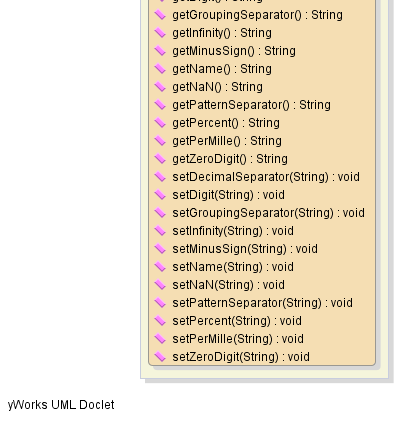 getDigit() : String
getGroupingSeparator() : String
getInfinity() : String
getMinusSign() : String
getName() : String
getNaN() : String
getPatternSeparator() : String
getPercent() : String
getPerMille() : String
getZeroDigit() : String
setDecimalSeparator(String) : void
setDigit(String) : void
setGroupingSeparator(String) : void
setInfinity(String) : void
setMinusSign(String) : void
setName(String) : void
setNaN(String) : void
setPatternSeparator(String) : void
setPercent(String) : void
setPerMille(String) : void
setZeroDigit(String) : void
yWorks UML Doclet